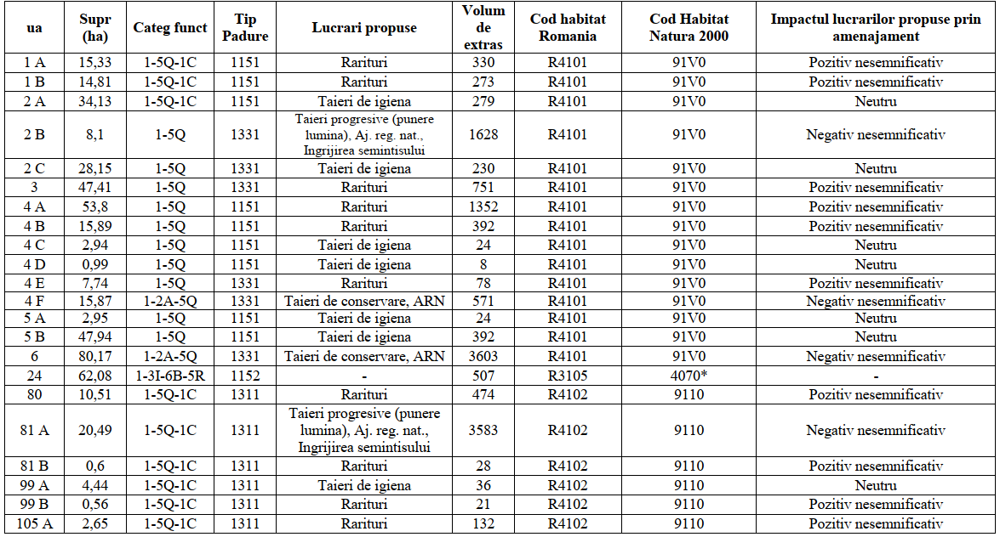 ua | Supr (ha) | Categ funct | Tip Padure | Lucrari propuse | Volum de extras | Cod habitat Romania | Cod Habitat Natura 2000 | Impactul lucrarilor propuse prin amenajament
1 A | 15,33 | 1-5Q-1C | 1151 | Rarituri | 330 | R4101 | 91V0 | Pozitiv nesemnificativ
1 B | 14,81 | 1-5Q-1C | 1151 | Rarituri | 273 | R4101 | 91V0 | Pozitiv nesemnificativ
2 A | 34,13 | 1-5Q-1C | 1151 | Taieri de igiena | 279 | R4101 | 91V0 | Neutru
2 B | 8,1 | 1-5Q | 1331 | Taieri progresive (punere lumina), Aj. reg. nat., Ingrijirea semintisului | 1628 | R4101 | 91V0 | Negativ nesemnificativ
2 C | 28,15 | 1-5Q | 1331 | Taieri de igiena | 230 | R4101 | 91V0 | Neutru
3 | 47,41 | 1-5Q | 1331 | Rarituri | 751 | R4101 | 91V0 | Pozitiv nesemnificativ
4 A | 53,8 | 1-5Q | 1151 | Rarituri | 1352 | R4101 | 91V0 | Pozitiv nesemnificativ
4 B | 15,89 | 1-5Q | 1151 | Rarituri | 392 | R4101 | 91V0 | Pozitiv nesemnificativ
4 C | 2,94 | 1-5Q | 1151 | Taieri de igiena | 24 | R4101 | 91V0 | Neutru
4 D | 0,99 | 1-5Q | 1151 | Taieri de igiena | 8 | R4101 | 91V0 | Neutru
4 E | 7,74 | 1-5Q | 1331 | Rarituri | 78 | R4101 | 91V0 | Pozitiv nesemnificativ
4 F | 15,87 | 1-2A-5Q | 1331 | Taieri de conservare, ARN | 571 | R4101 | 91V0 | Negativ nesemnificativ
5 A | 2,95 | 1-5Q | 1151 | Taieri de igiena | 24 | R4101 | 91V0 | Neutru
5 B | 47,94 | 1-5Q | 1151 | Taieri de igiena | 392 | R4101 | 91V0 | Neutru
6 | 80,17 | 1-2A-5Q | 1331 | Taieri de conservare, ARN | 3603 | R4101 | 91V0 | Negativ nesemnificativ
24 | 62,08 | 1-3I-6B-5R | 1152 | - | 507 | R3105 | 4070* | -
80 | 10,51 | 1-5Q-1C | 1311 | Rarituri | 474 | R4102 | 9110 | Pozitiv nesemnificativ
81 A | 20,49 | 1-5Q-1C | 1311 | Taieri progresive (punere lumina), Aj. reg. nat., Ingrijirea semintisului | 3583 | R4102 | 9110 | Negativ nesemnificativ
81 B | 0,6 | 1-5Q-1C | 1311 | Rarituri | 28 | R4102 | 9110 | Pozitiv nesemnificativ
99 A | 4,44 | 1-5Q-1C | 1311 | Taieri de igiena | 36 | R4102 | 9110 | Neutru
99 B | 0,56 | 1-5Q-1C | 1311 | Rarituri | 21 | R4102 | 9110 | Pozitiv nesemnificativ
105 A | 2,65 | 1-5Q-1C | 1311 | Rarituri | 132 | R4102 | 9110 | Pozitiv nesemnificativ